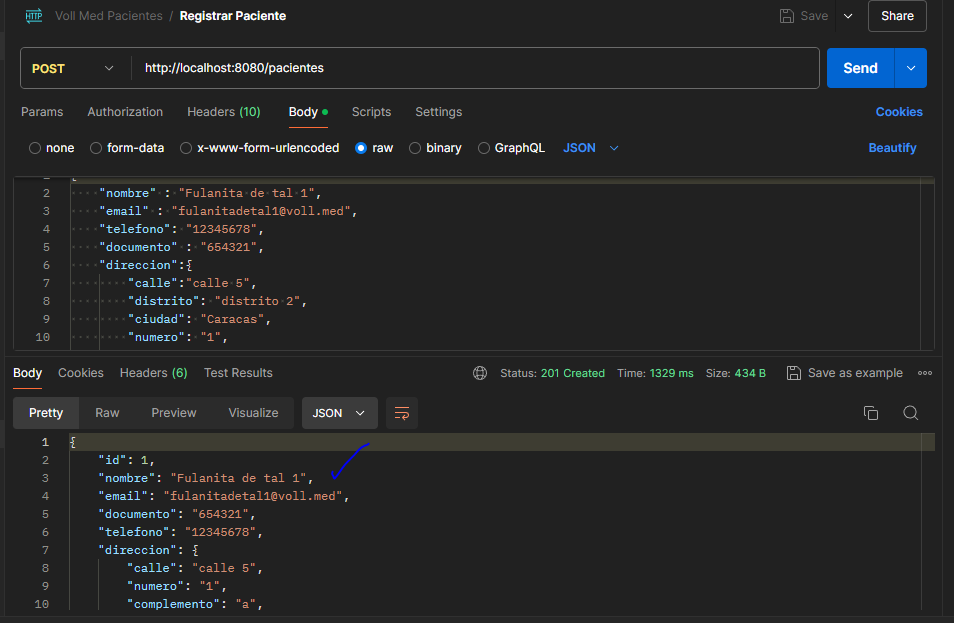 HTTP Voll Med Pacientes / Registrar Paciente Save Share
POST http://localhost:8080/pacientes Send
Params Authorization Headers (10) Body Scripts Settings Cookies
none form-data x-www-form-urlencoded raw binary GraphQL JSON Beautify
2 "nombre" : "Fulanita de tal 1",
3 "email" : "fulanitadetal1@voll.med",
4 "telefono": "12345678",
5 "documento" : "654321",
6 "direccion":{
7 "calle":"calle 5",
8 "distrito": "distrito 2",
9 "ciudad": "Caracas",
10 "numero": "1",
Body Cookies Headers (6) Test Results Status: 201 Created Time: 1329 ms Size: 434 B Save as example
Pretty Raw Preview Visualize JSON
1 {
2 "id": 1,
3 "nombre": "Fulanita de tal 1",
4 "email": "fulanitadetal1@voll.med",
5 "documento": "654321",
6 "telefono": "12345678",
7 "direccion": {
8 "calle": "calle 5",
9 "numero": "1",
10 "complemento": "a",